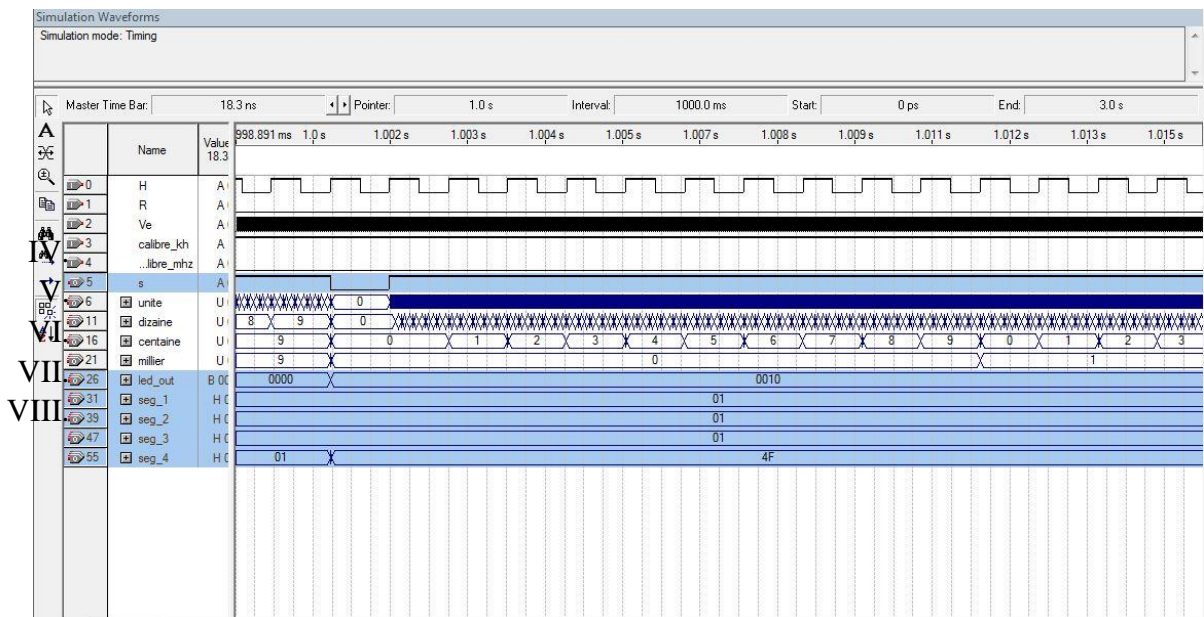 Simulation Waveforms
Simulation mode: Timing
Master Time Bar: 18.3 ns Pointer: 1.0 s Interval: 1000.0 ms Start: 0 ps End: 3.0 s
A Name Value 998.891 ms 1.0 s 1.002 s 1.003 s 1.004 s 1.005 s 1.007 s 1.008 s 1.009 s 1.011 s 1.012 s 1.013 s 1.015 s
18.3
0 H A
1 R A
2 Ve A
3 calibre_kh A
IV.
4 ...libre_mhz A
V. 5 s A
6 unite U 0
11 dizaine U 8 9 0
VI. 16 centaine U 9 0 1 2 3 4 5 6 7 8 9 0 1 2 3
21 millier U 9 0 1
VII. 26 led_out B 00 0000 0010
31 seg_1 H 01
VIII. 39 seg_2 H 01
47 seg_3 H 01
55 seg_4 H 01 4F